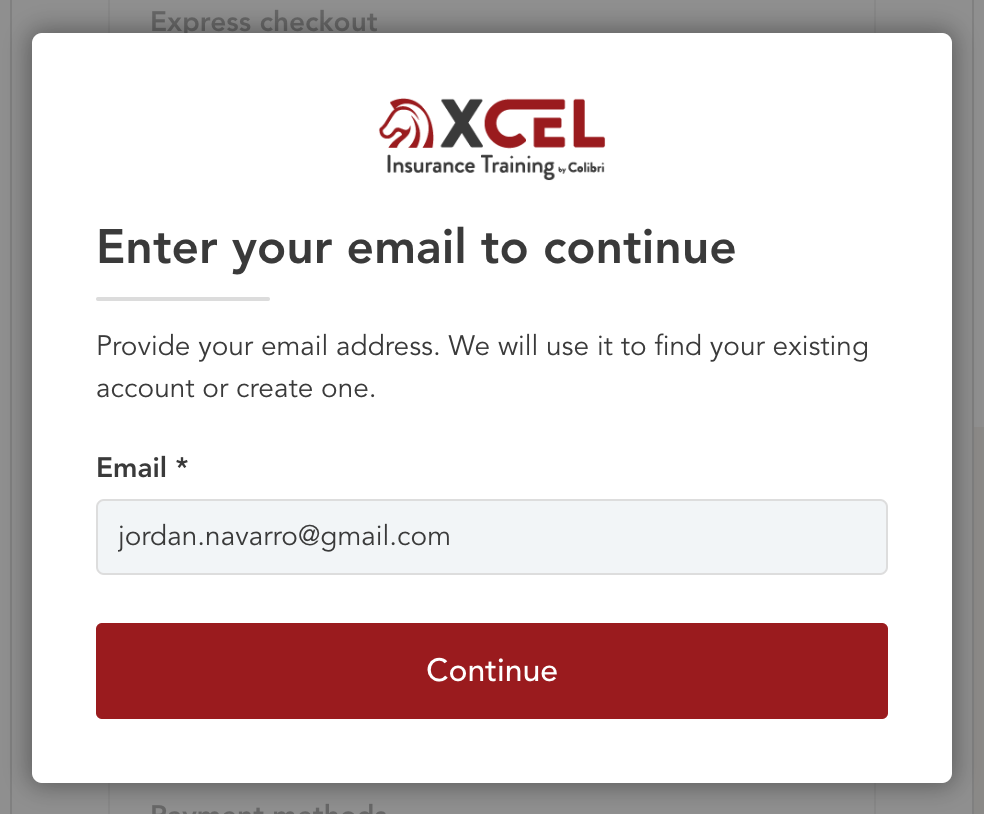 Express checkout
XCEL
Insurance Training by Colibri
Enter your email to continue
Provide your email address. We will use it to find your existing
account or create one.
Email *
jordan.navarro@gmail.com
Continue
Payment methods